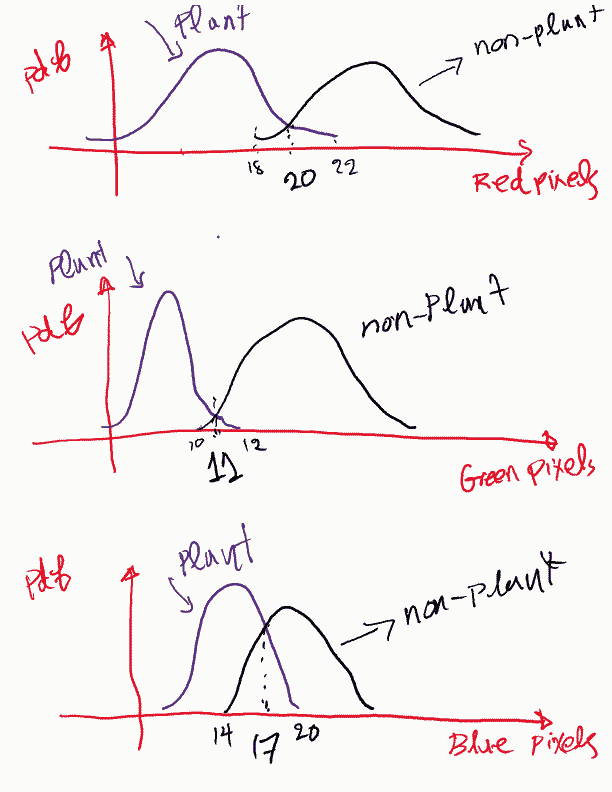 Plant
non-plant
pdf
18 20 22
Red pixels
Plant
non-plant
pdf
10 11 12
Green pixels
Plant
non-plant
pdf
14 17 20
Blue pixels